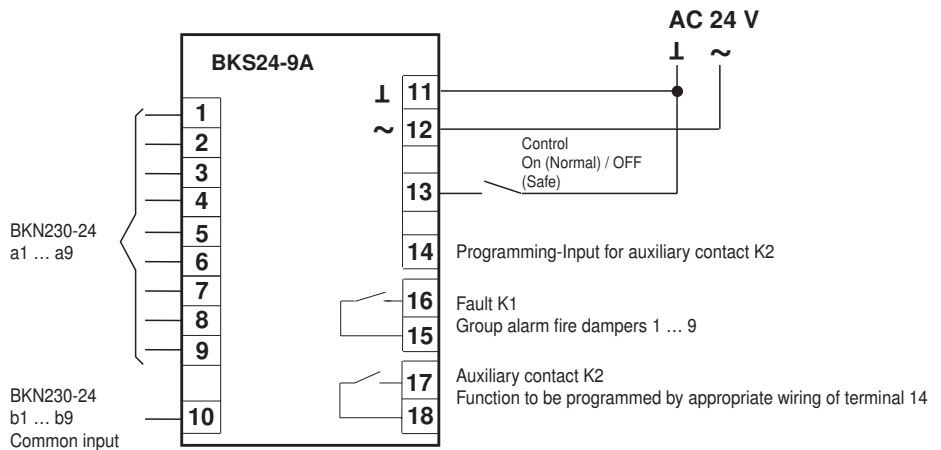 AC 24 V
⊥ ~
BKS24-9A
⊥ 11
~ 12
1
2
3
4
5
6
7
8
9
10
Control
On (Normal) / OFF
(Safe)
13
BKN230-24
a1 … a9
14 Programming-Input for auxiliary contact K2
16 Fault K1
15 Group alarm fire dampers 1 … 9
17 Auxiliary contact K2
Function to be programmed by appropriate wiring of terminal 14
18
BKN230-24
b1 … b9
Common input